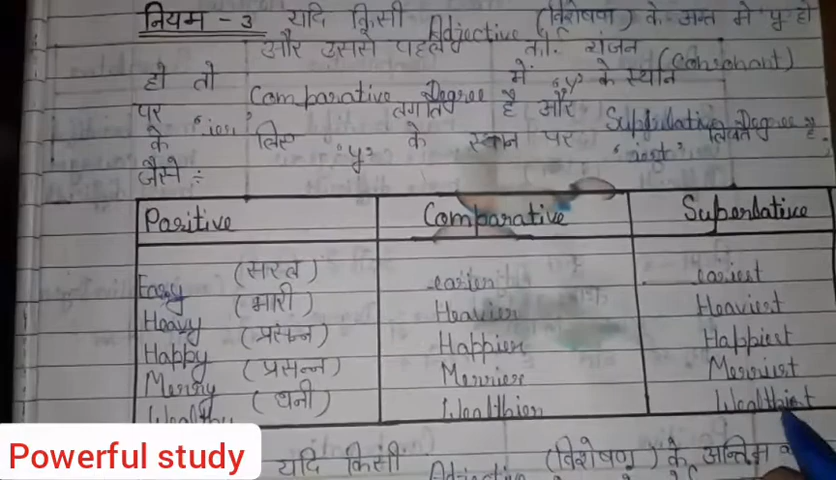 नियम - 3 यदि किसी Adjective (विशेषण) के अन्त मे y हो
और उससे पहले कोई व्यंजन (Consonant)
हो तो Comparative Degree में "y" के स्थान
पर "ier" लगाते है और Superlative Degree
के लिए "y" के स्थान पर "iest" लिखते है.
जैसे :-
Positive Comparative Superlative
Easy (सरल) easier easiest
Heavy (भारी) Heavier Heaviest
Happy (प्रसन्न) Happier Happiest
Merry (प्रसन्न) Merrier Merriest
Wealthy (धनी) Wealthier Wealthiest
Powerful study
यदि किसी Adjective (विशेषण) के अन्तिम